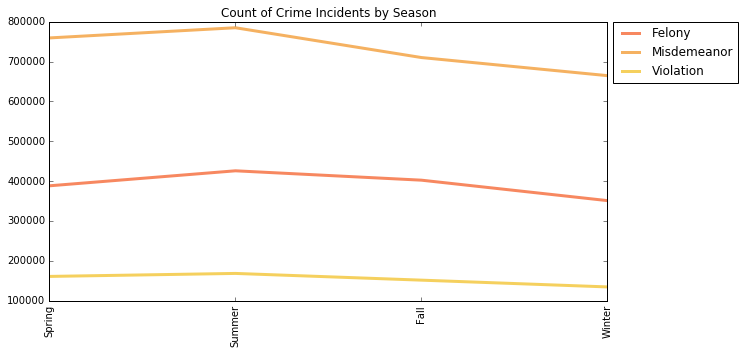 Count of Crime Incidents by Season
800000
700000
600000
500000
400000
300000
200000
100000
Spring
Summer
Fall
Winter
Felony
Misdemeanor
Violation